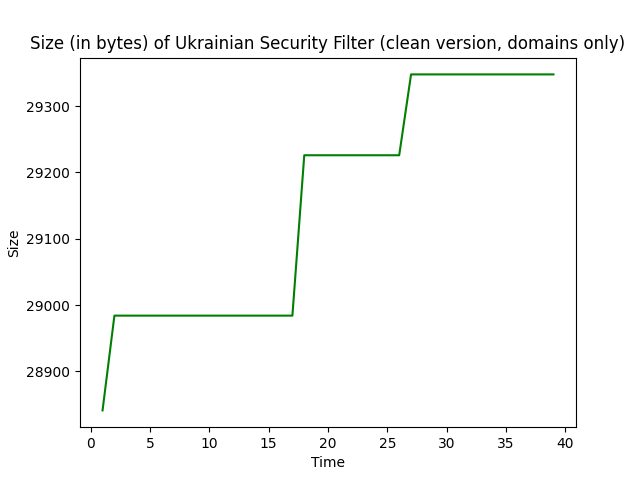 Size (in bytes) of Ukrainian Security Filter (clean version, domains only)
29300
29200
29100
29000
28900
Size
0 5 10 15 20 25 30 35 40
Time